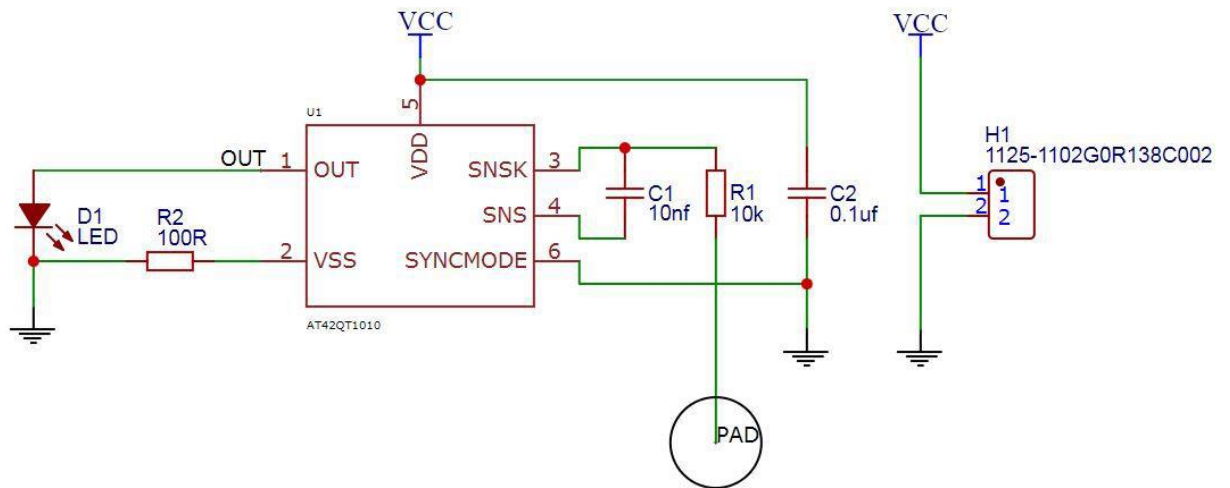 VCC
VCC
U1
5
H1
1125-1102G0R138C002
OUT
1
OUT
VDD
SNSK
3
C1
10nf
R1
10k
C2
0.1uf
1
1
2
2
D1
LED
R2
100R
2
VSS
SNS
4
SYNCMODE
6
AT42QT1010
PAD